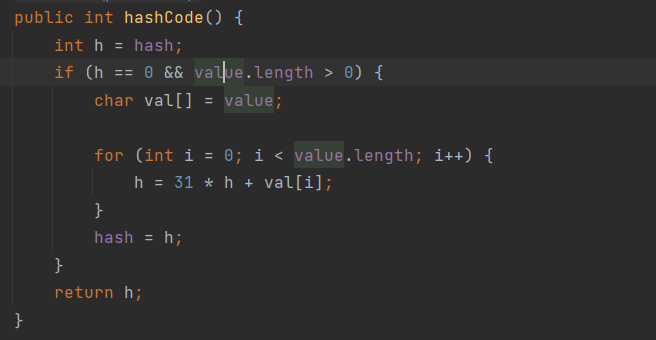 public int hashCode() {
    int h = hash;
    if (h == 0 && value.length > 0) {
        char val[] = value;

        for (int i = 0; i < value.length; i++) {
            h = 31 * h + val[i];
        }
        hash = h;
    }
    return h;
}